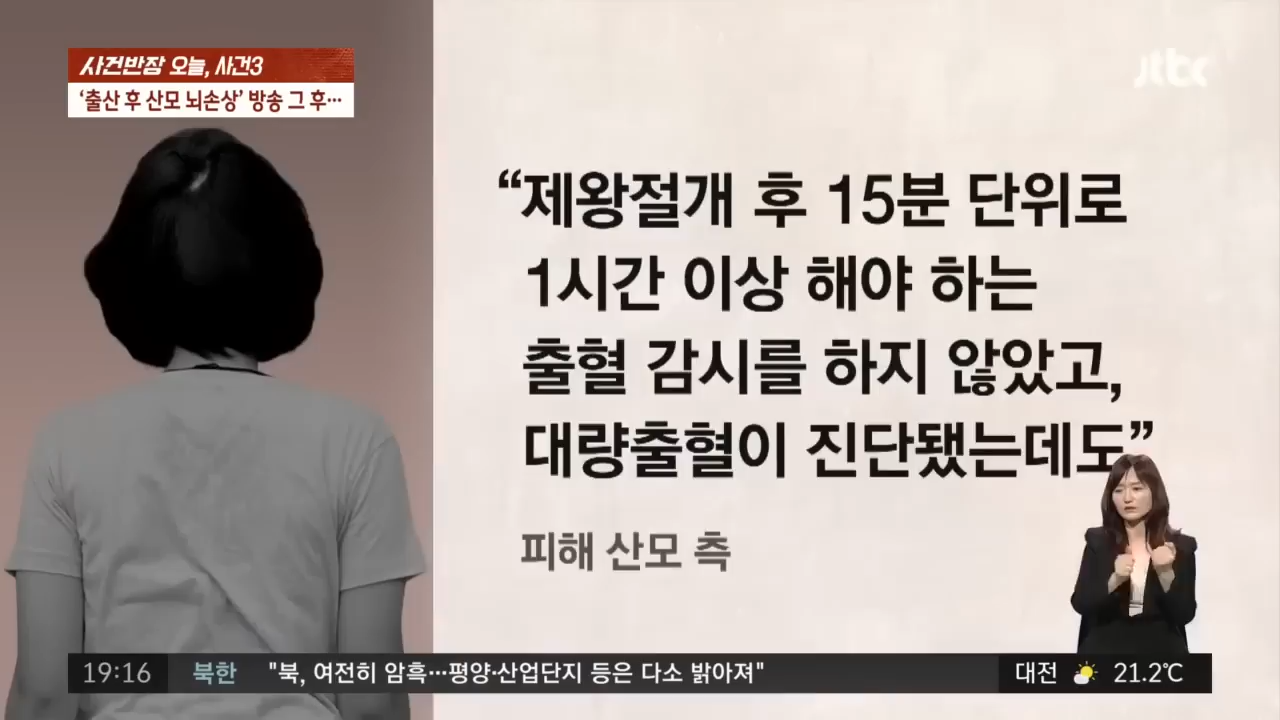 사건반장 오늘, 사건3
‘출산 후 산모 뇌손상’ 방송 그 후…
jtbc
“제왕절개 후 15분 단위로
1시간 이상 해야 하는
출혈 감시를 하지 않았고,
대량출혈이 진단됐는데도”
피해 산모 측
19:16 북한 "북, 여전히 암흑…평양·산업단지 등은 다소 밝아져" 대전 21.2℃